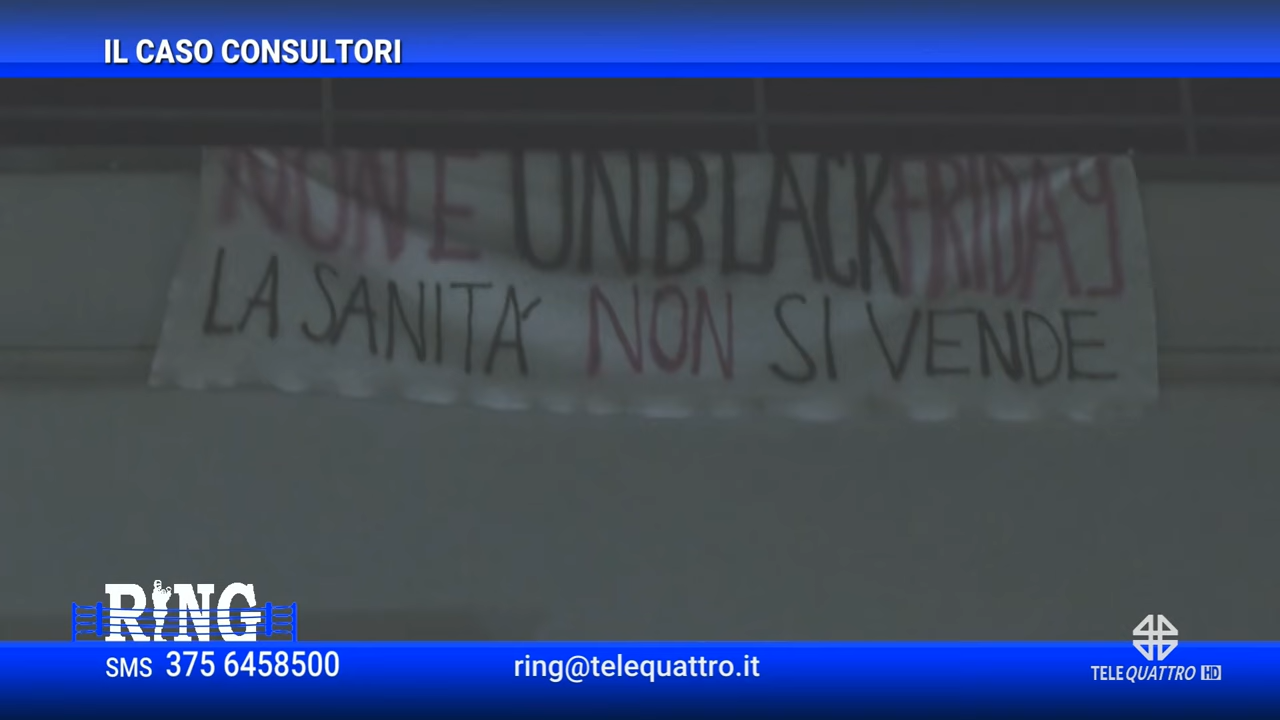 IL CASO CONSULTORI
NON E UN BLACK FRIDAY
LA SANITÀ NON SI VENDE
RING
SMS 375 6458500
ring@telequattro.it
TELEQUATTRO HD